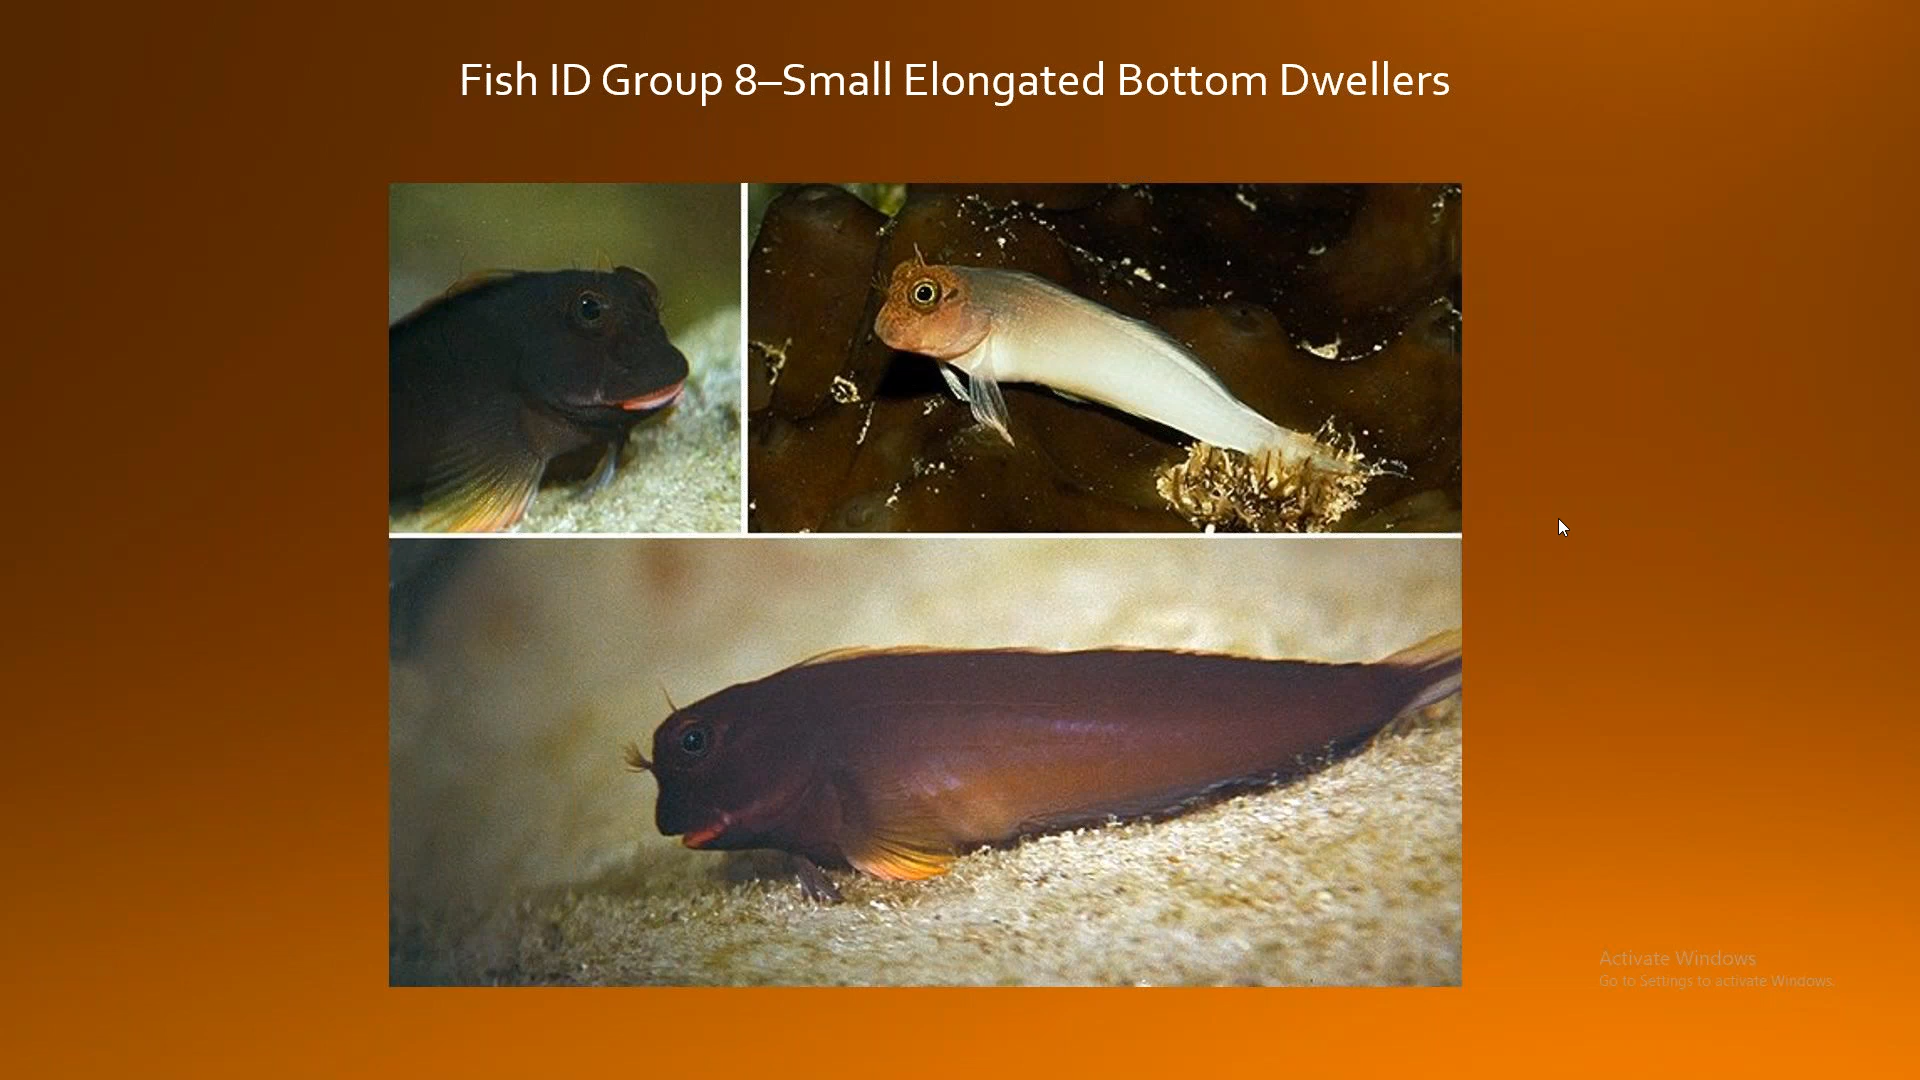 Fish ID Group 8–Small Elongated Bottom Dwellers
Activate Windows
Go to Settings to activate Windows.